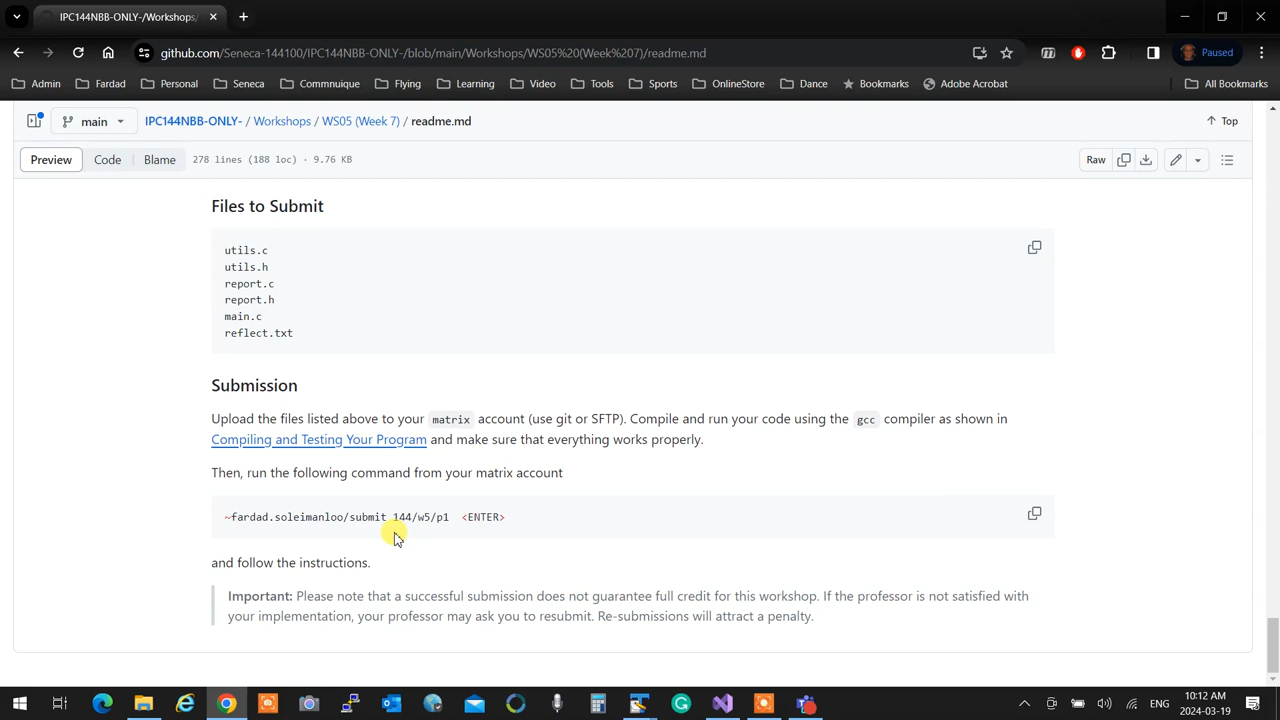 IPC144NBB-ONLY-/Workshops/
github.com/Seneca-144100/IPC144NBB-ONLY-/blob/main/Workshops/WS05%20(Week%207)/readme.md
Paused
Admin Fardad Personal Seneca Commnuique Flying Learning Video Tools Sports OnlineStore Dance Bookmarks Adobe Acrobat All Bookmarks
main IPC144NBB-ONLY- / Workshops / WS05 (Week 7) / readme.md Top
Preview Code Blame 278 lines (188 loc) · 9.76 KB Raw
Files to Submit
utils.c
utils.h
report.c
report.h
main.c
reflect.txt
Submission
Upload the files listed above to your matrix account (use git or SFTP). Compile and run your code using the gcc compiler as shown in
Compiling and Testing Your Program and make sure that everything works properly.
Then, run the following command from your matrix account
~fardad.soleimanloo/submit 144/w5/p1 <ENTER>
and follow the instructions.
Important: Please note that a successful submission does not guarantee full credit for this workshop. If the professor is not satisfied with
your implementation, your professor may ask you to resubmit. Re-submissions will attract a penalty.
ENG
10:12 AM
2024-03-19